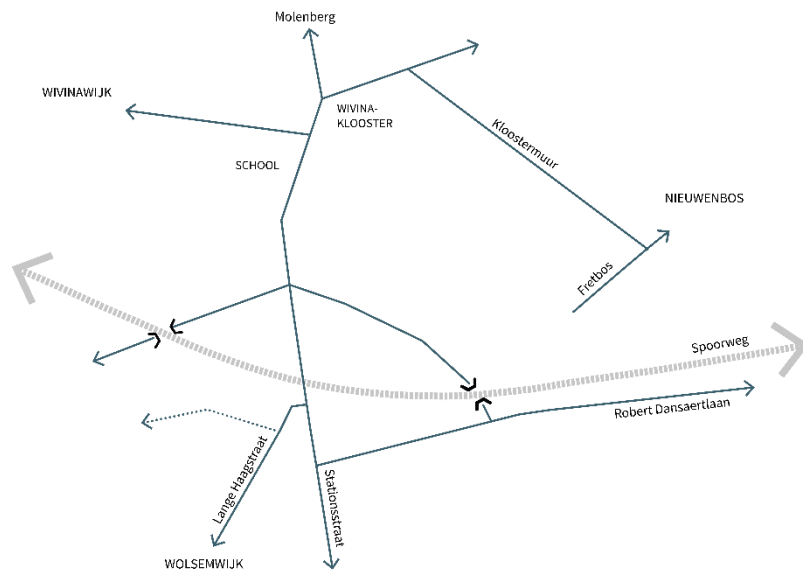 Molenberg
WIVINAWIJK
WIVINA-
KLOOSTER
Kloostermuur
SCHOOL
NIEUWENBOS
Fretbos
Spoorweg
Robert Dansaertlaan
Lange Haagstraat
Stationsstraat
WOLSEMWIJK